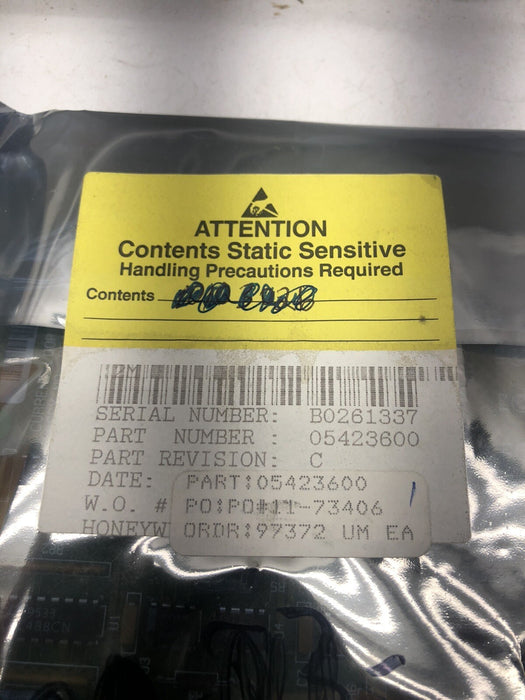 ATTENTION
Contents Static Sensitive
Handling Precautions Required
Contents
SERIAL NUMBER: B0261337
PART NUMBER : 05423600
PART REVISION: C
DATE:
PART:05423600
W.O. #
PO:PO#11-73406
HONEYW
ORDR:97372 UM EA
488CN